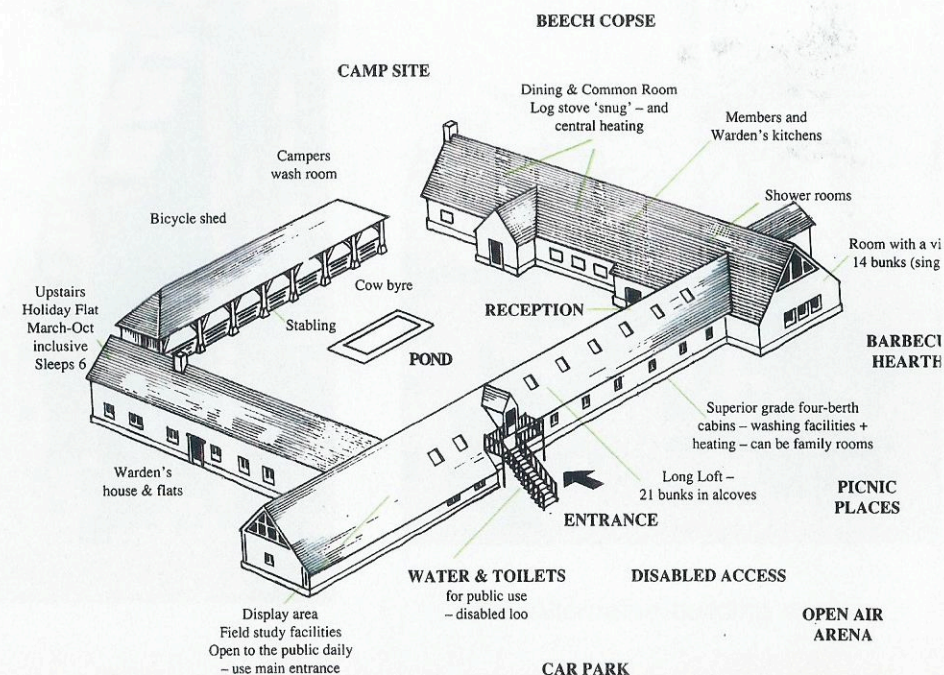 BEECH COPSE
CAMP SITE
Dining & Common Room
Log stove ‘snug’ – and
central heating
Members and
Warden's kitchens
Campers
wash room
Shower rooms
Bicycle shed
Room with a
14 bunks
Cow byre
Upstairs
Holiday Flat
March-Oct
inclusive
Sleeps 6
RECEPTION
Stabling
POND
HEARTH
Superior grade four-berth
cabins – washing facilities +
heating – can be family rooms
Warden's
house & flats
Long Loft –
21 bunks in alcoves
PICNIC
PLACES
ENTRANCE
WATER & TOILETS
for public use
– disabled loo
DISABLED ACCESS
Display area
Field study facilities
Open to the public daily
– use main entrance
OPEN AIR
ARENA
CAR PARK